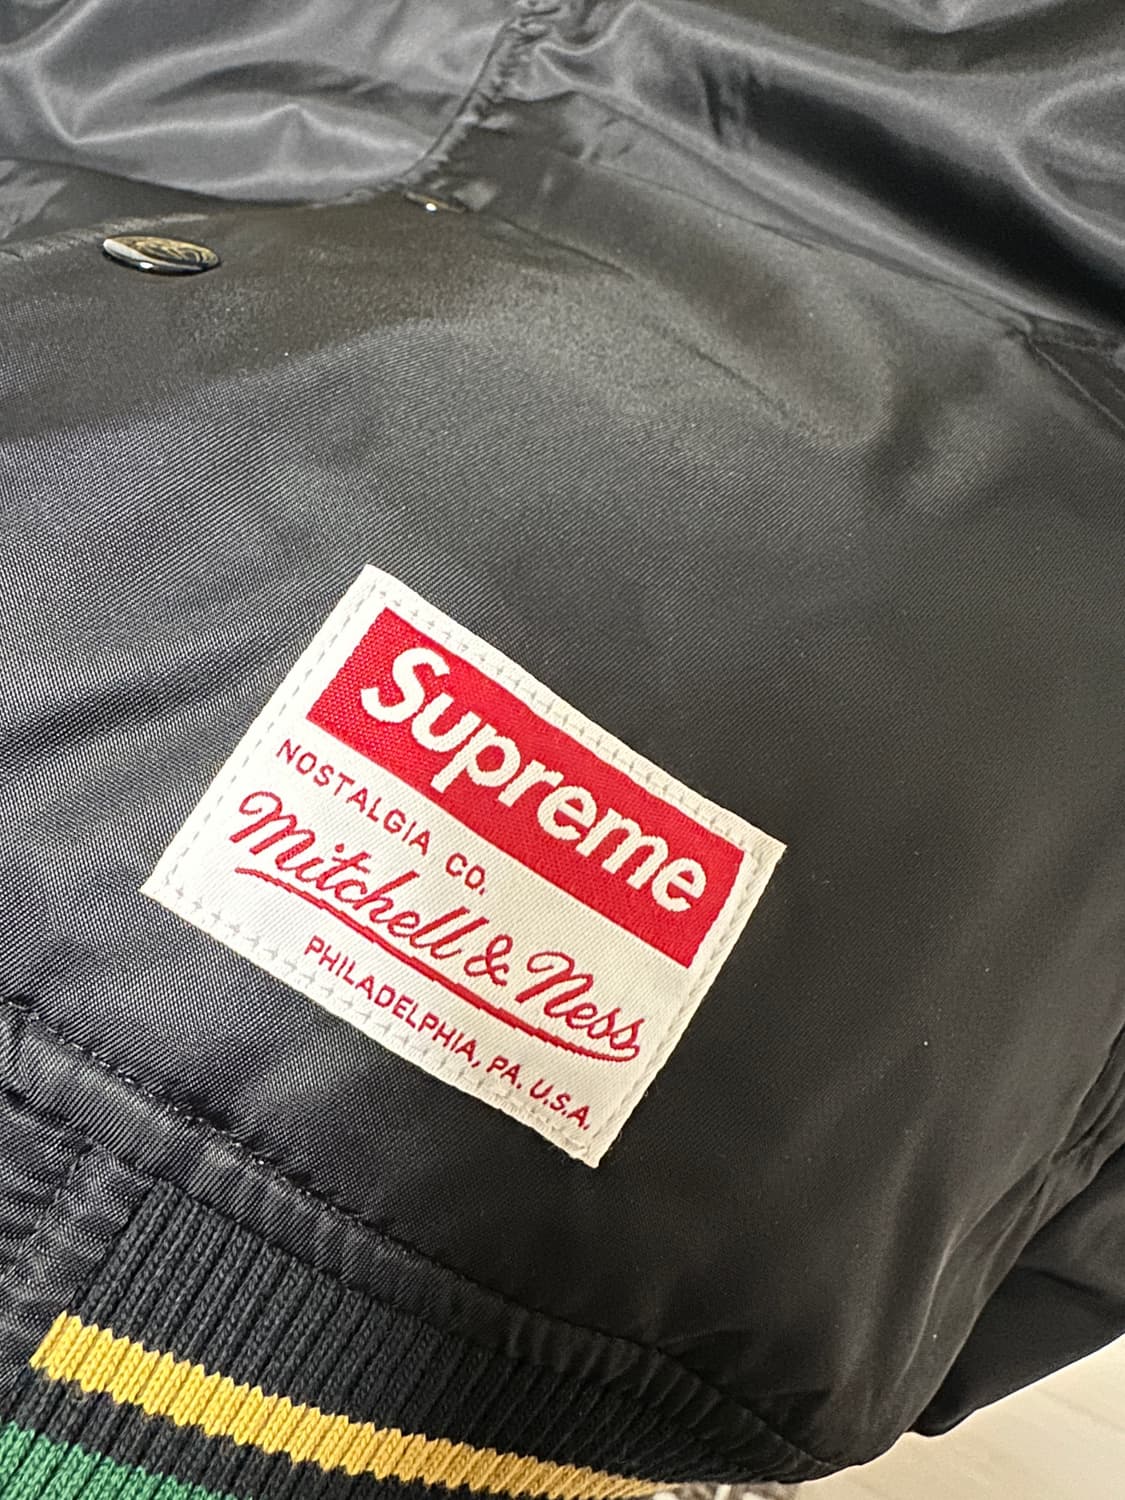 Supreme
NOSTALGIA CO.
Mitchell & Ness
PHILADELPHIA, PA. U.S.A.